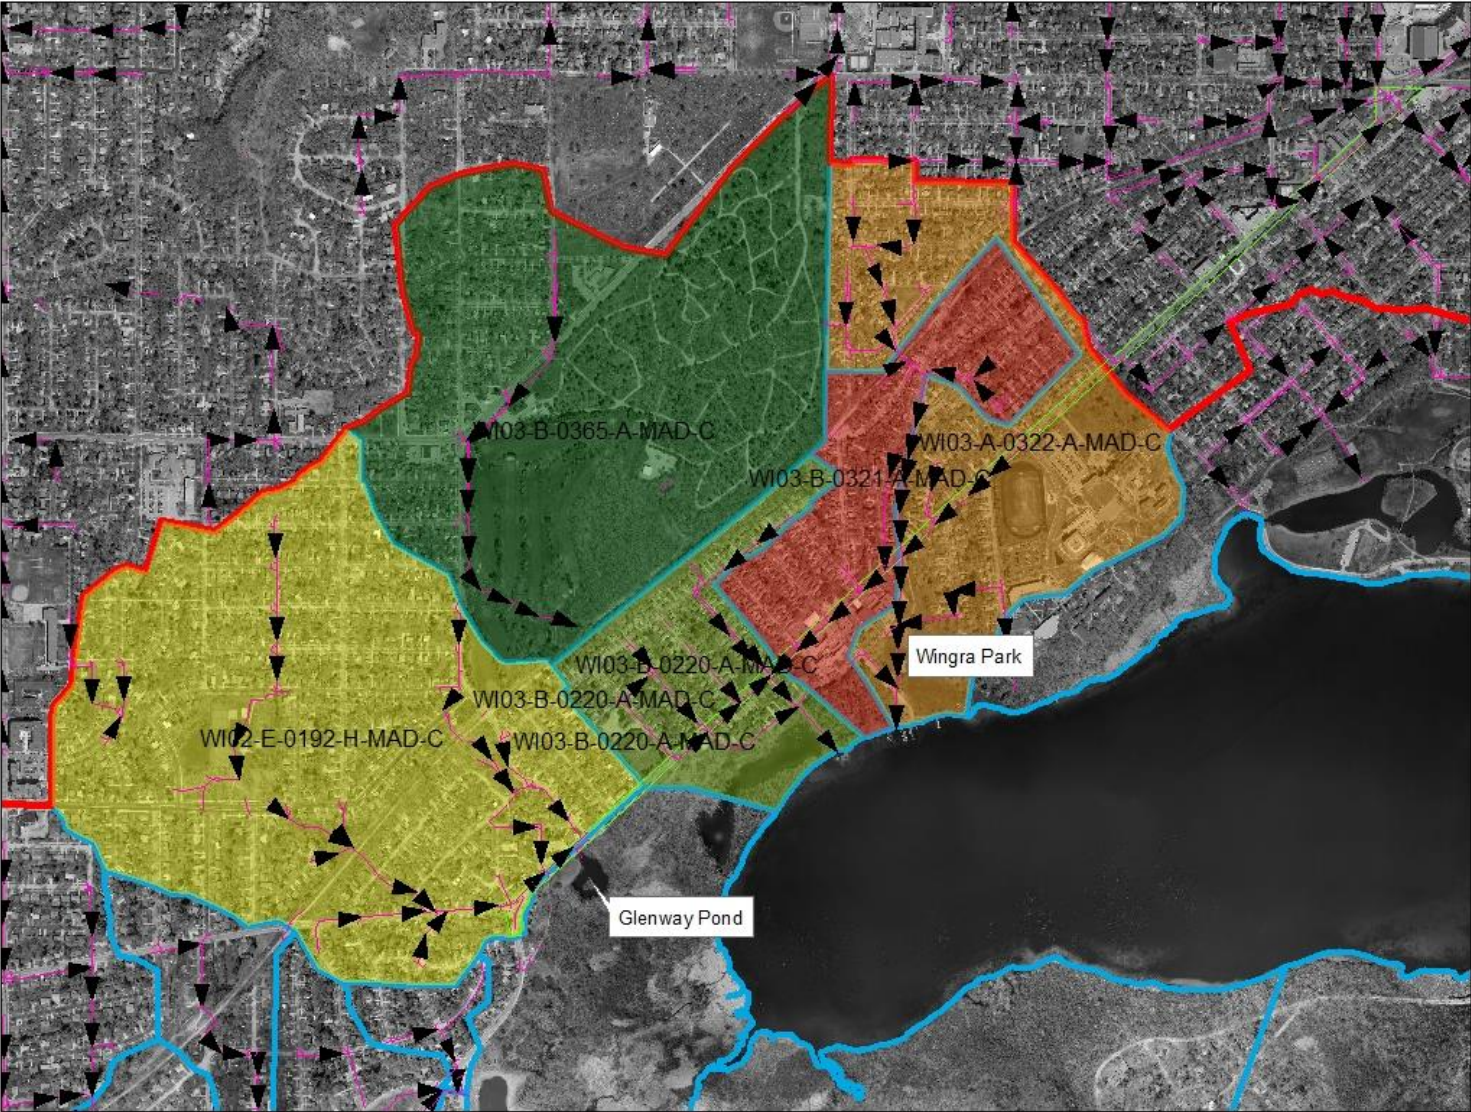 WI03-B-0365-A-MAD-C
WI03-A-0322-A-MAD-C
WI03-B-0321-A-MAD-C
Wingra Park
WI03-B-0220-A-MAD-C
WI03-B-0220-A-MAD-C
WI02-E-0192-H-MAD-C
WI03-B-0220-A-MAD-C
Glenway Pond